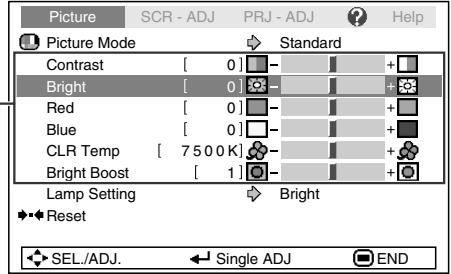 Picture SCR - ADJ PRJ - ADJ ? Help
Picture Mode Standard
Contrast [ 0] - +
Bright [ 0] - +
Red [ 0] - +
Blue [ 0] - +
CLR Temp [ 7500K] - +
Bright Boost [ 1] - +
Lamp Setting Bright
Reset
SEL./ADJ. Single ADJ END